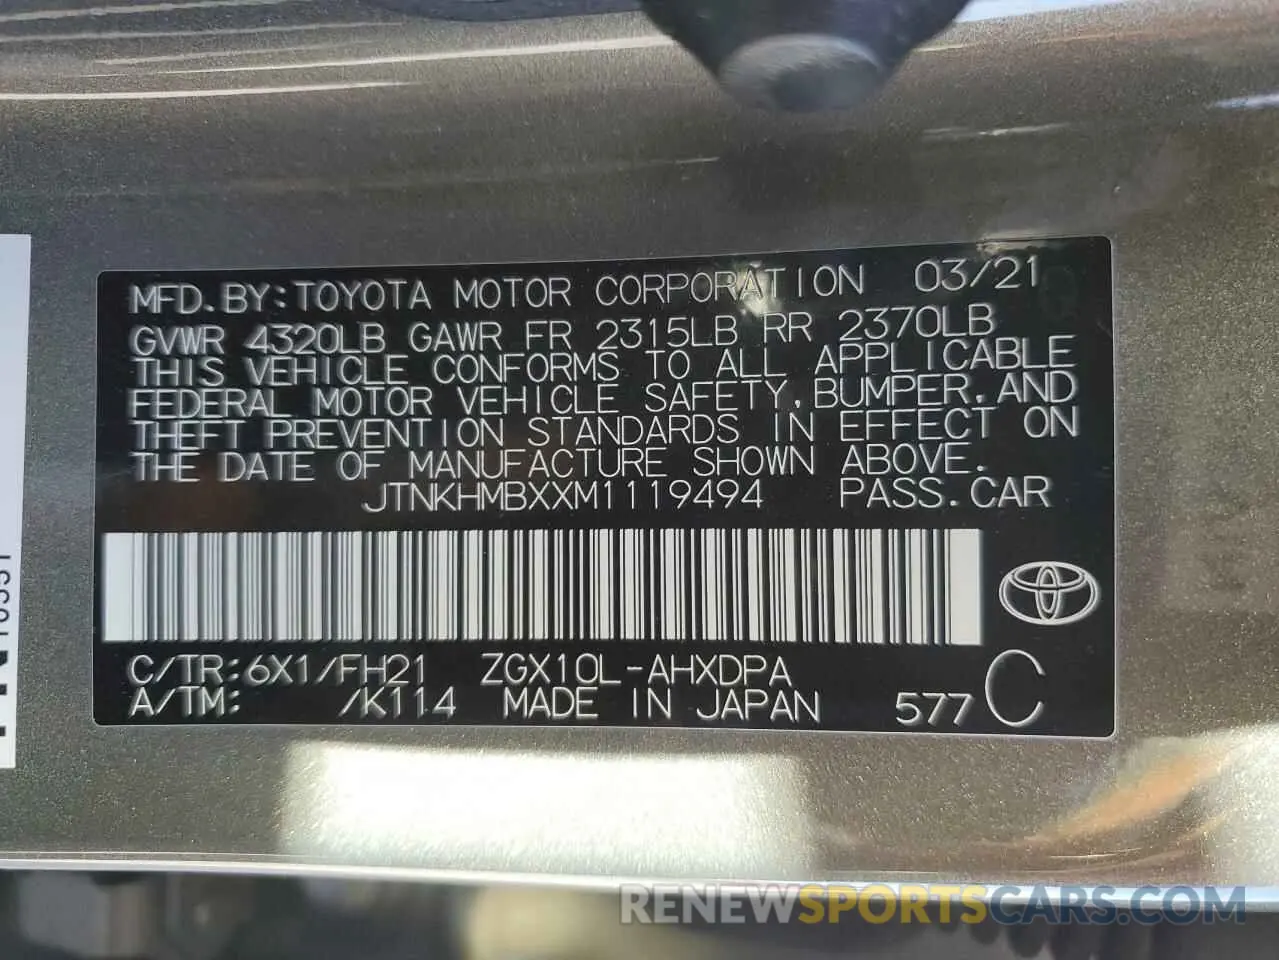 MFD.BY:TOYOTA MOTOR CORPORATION 03/21
GVWR 4320LB GAWR FR 2315LB RR 2370LB
THIS VEHICLE CONFORMS TO ALL APPLICABLE
FEDERAL MOTOR VEHICLE SAFETY, BUMPER, AND
THEFT PREVENTION STANDARDS IN EFFECT ON
THE DATE OF MANUFACTURE SHOWN ABOVE.
JTNKHMBXXM1119494 PASS.CAR
C/TR:6X1/FH21 ZGX10L-AHXDPA
A/TM: /K114 MADE IN JAPAN 577 C
RENEWSPORTSCARS.COM